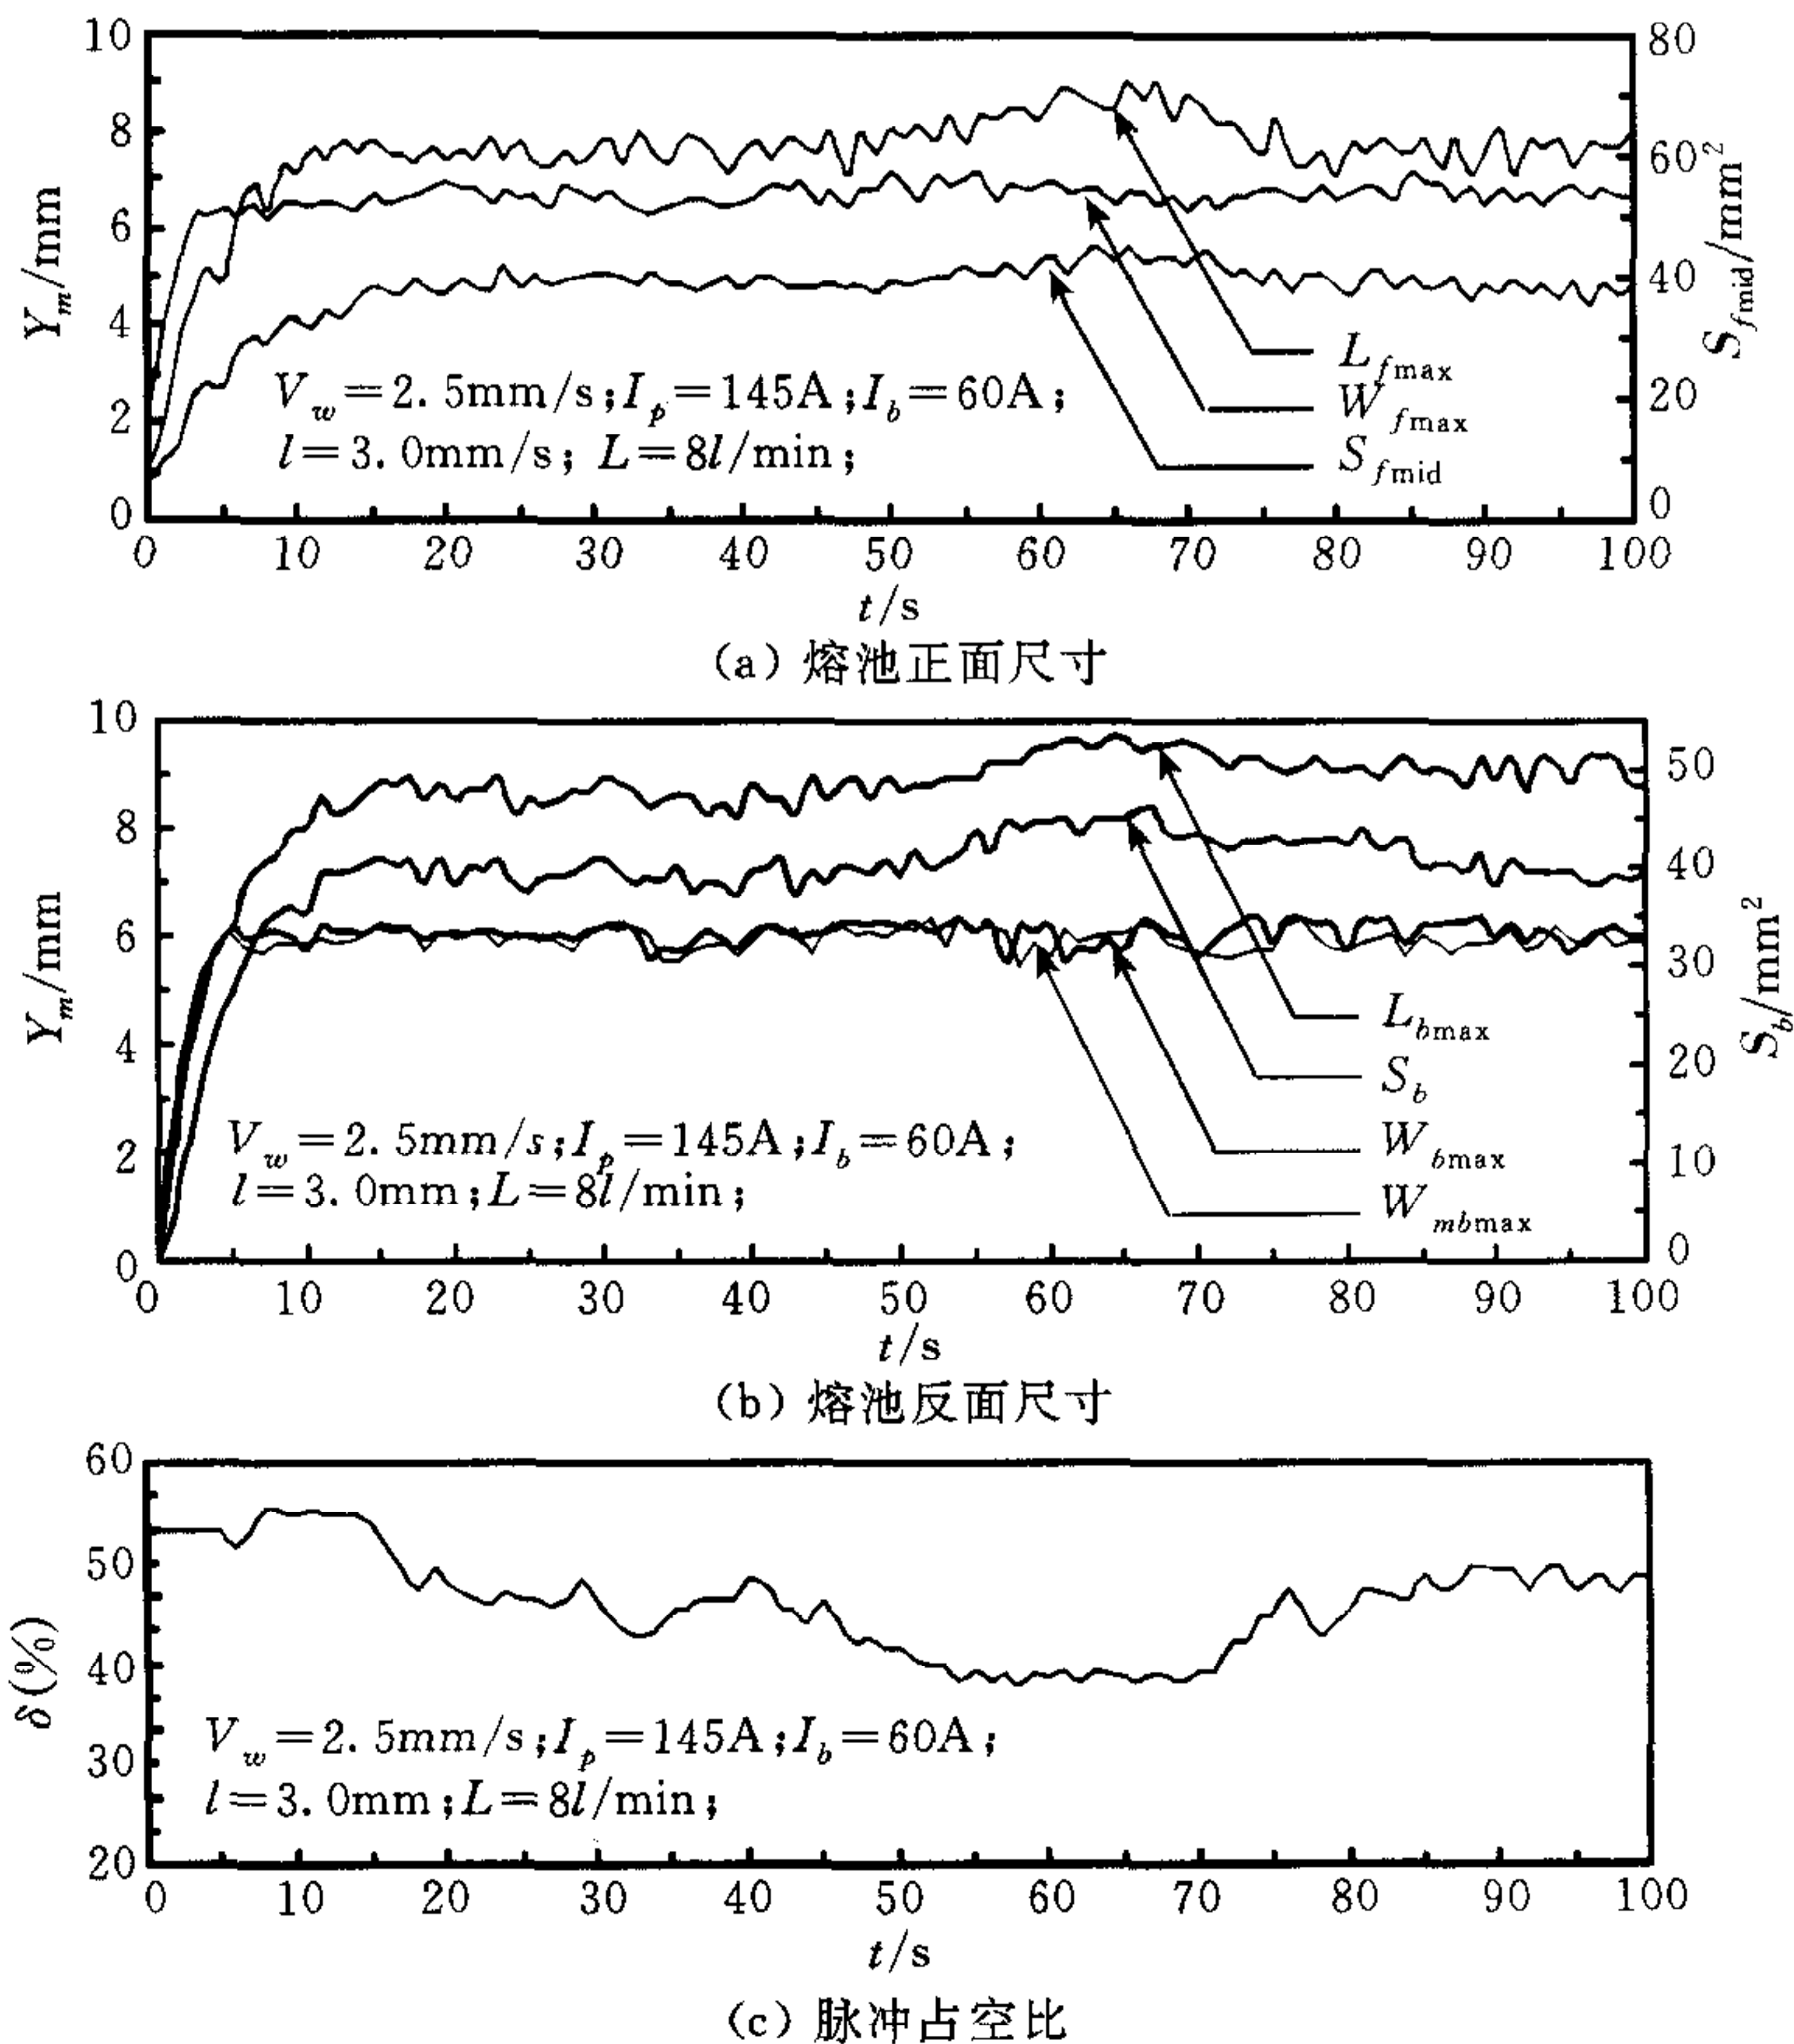 10
8
6
4
2
0
Y_m/mm
80
60
40
20
0
S_fmid/mm²
V_w=2.5mm/s;I_p=145A;I_b=60A;
l=3.0mm/s; L=8l/min;
L_fmax
W_fmax
S_fmid
0 10 20 30 40 50 60 70 80 90 100
t/s
(a) 熔池正面尺寸
10
8
6
4
2
0
Y_m/mm
50
40
30
20
10
0
S_b/mm²
L_bmax
S_b
W_bmax
W_mbmax
V_w=2.5mm/s;I_p=145A;I_b=60A;
l=3.0mm;L=8l/min;
0 10 20 30 40 50 60 70 80 90 100
t/s
(b) 熔池反面尺寸
60
50
40
30
20
δ(%)
V_w=2.5mm/s;I_p=145A;I_b=60A;
l=3.0mm;L=8l/min;
0 10 20 30 40 50 60 70 80 90 100
t/s
(c) 脉冲占空比